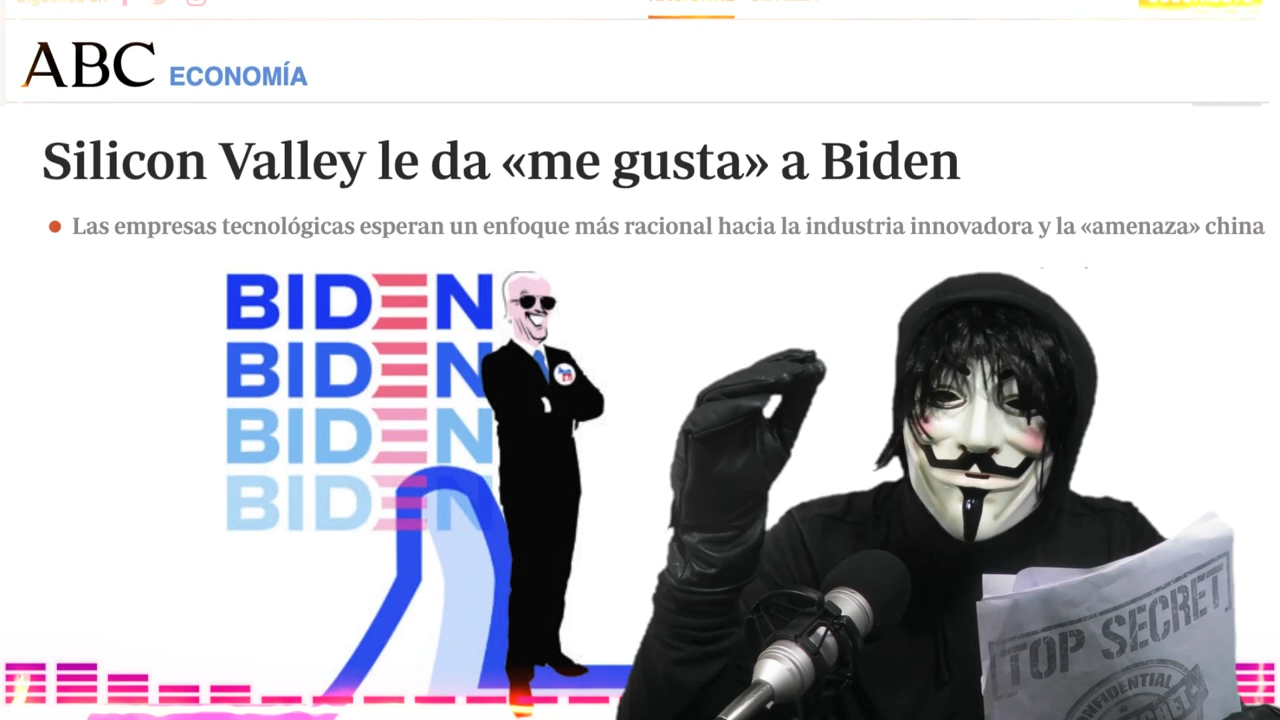 ABC ECONOMÍA
Silicon Valley le da «me gusta» a Biden
Las empresas tecnológicas esperan un enfoque más racional hacia la industria innovadora y la «amenaza» china
BIDEN
BIDEN
BIDEN
BIDEN
TOP SECRET